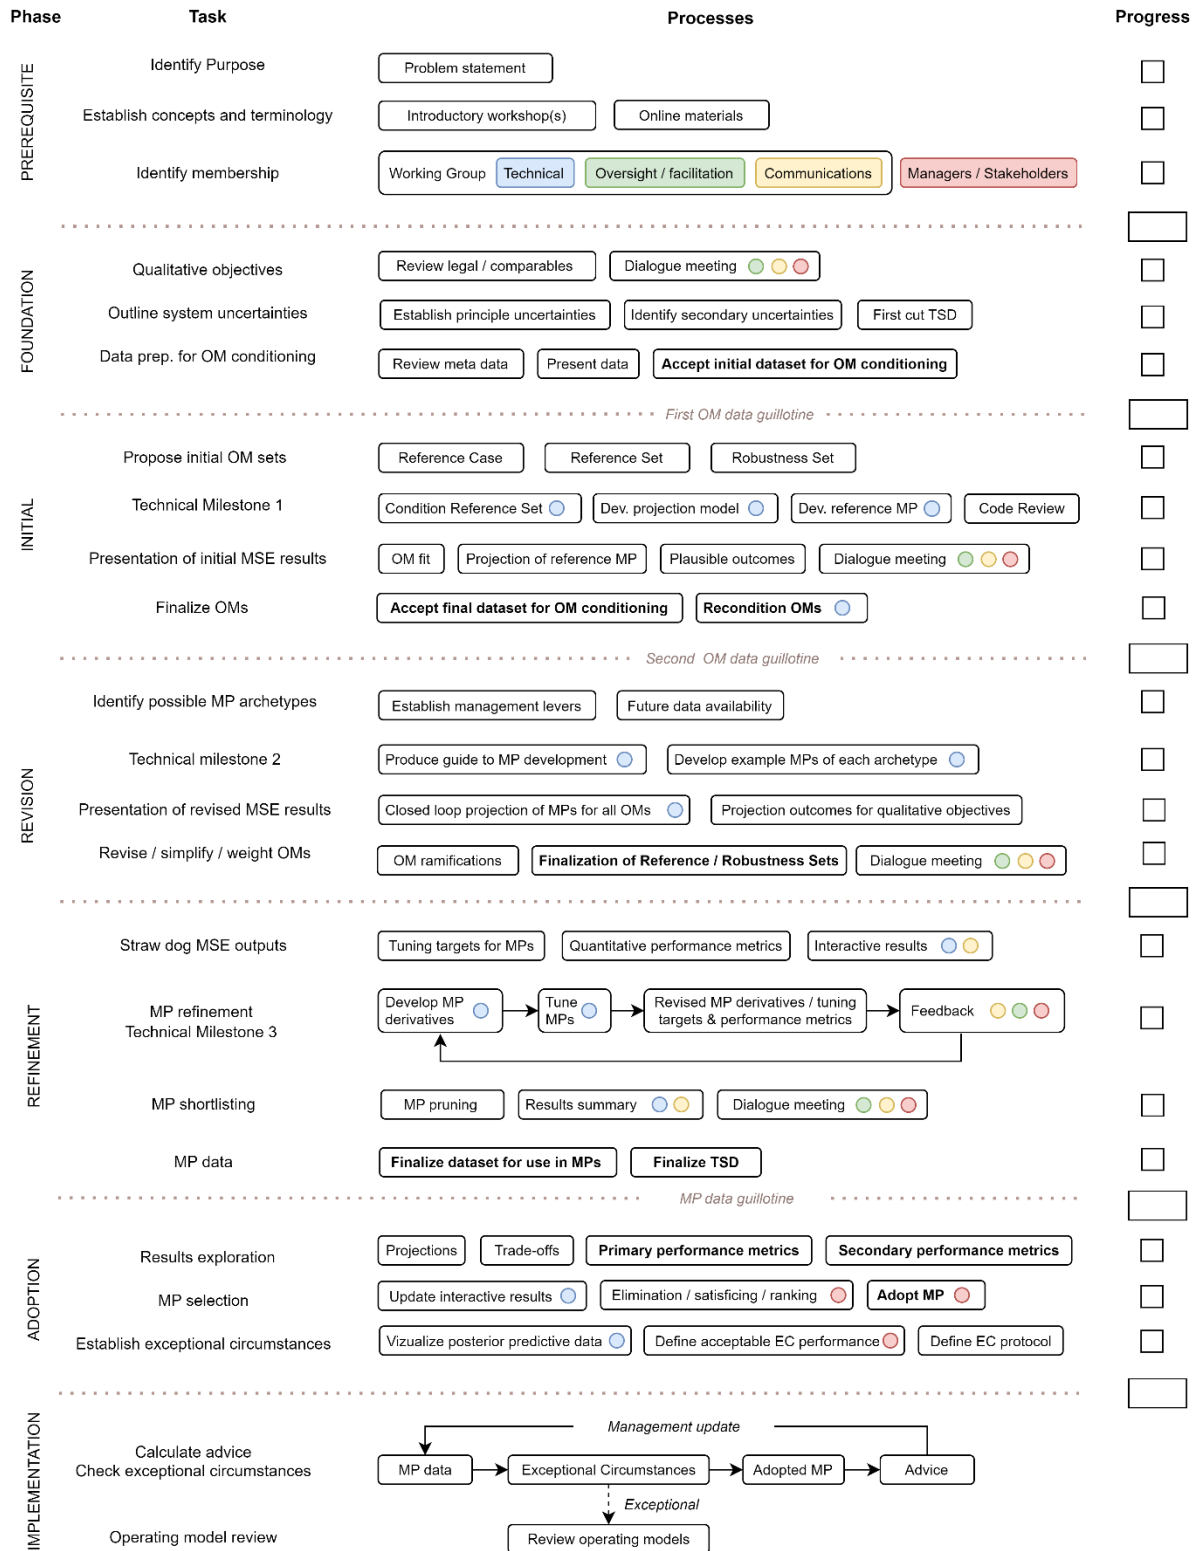 Phase Task Processes Progress
PREREQUISITE
Identify Purpose
Problem statement
Establish concepts and terminology
Introductory workshop(s)
Online materials
Identify membership
Working Group
Technical
Oversight / facilitation
Communications
Managers / Stakeholders
FOUNDATION
Qualitative objectives
Review legal / comparables
Dialogue meeting
Outline system uncertainties
Establish principle uncertainties
Identify secondary uncertainties
First cut TSD
Data prep. for OM conditioning
Review meta data
Present data
Accept initial dataset for OM conditioning
First OM data guillotine
INITIAL
Propose initial OM sets
Reference Case
Reference Set
Robustness Set
Technical Milestone 1
Condition Reference Set
Dev. projection model
Dev. reference MP
Code Review
Presentation of initial MSE results
OM fit
Projection of reference MP
Plausible outcomes
Dialogue meeting
Finalize OMs
Accept final dataset for OM conditioning
Recondition OMs
Second OM data guillotine
REVISION
Identify possible MP archetypes
Establish management levers
Future data availability
Technical milestone 2
Produce guide to MP development
Develop example MPs of each archetype
Presentation of revised MSE results
Closed loop projection of MPs for all OMs
Projection outcomes for qualitative objectives
Revise / simplify / weight OMs
OM ramifications
Finalization of Reference / Robustness Sets
Dialogue meeting
REFINEMENT
Straw dog MSE outputs
Tuning targets for MPs
Quantitative performance metrics
Interactive results
MP refinement
Technical Milestone 3
Develop MP
derivatives
Tune
MPs
Revised MP derivatives / tuning
targets & performance metrics
Feedback
MP shortlisting
MP pruning
Results summary
Dialogue meeting
MP data
Finalize dataset for use in MPs
Finalize TSD
MP data guillotine
ADOPTION
Results exploration
Projections
Trade-offs
Primary performance metrics
Secondary performance metrics
MP selection
Update interactive results
Elimination / satisficing / ranking
Adopt MP
Establish exceptional circumstances
Vizualize posterior predictive data
Define acceptable EC performance
Define EC protocol
IMPLEMENTATION
Management update
Calculate advice
Check exceptional circumstances
MP data
Exceptional Circumstances
Adopted MP
Advice
Exceptional
Operating model review
Review operating models